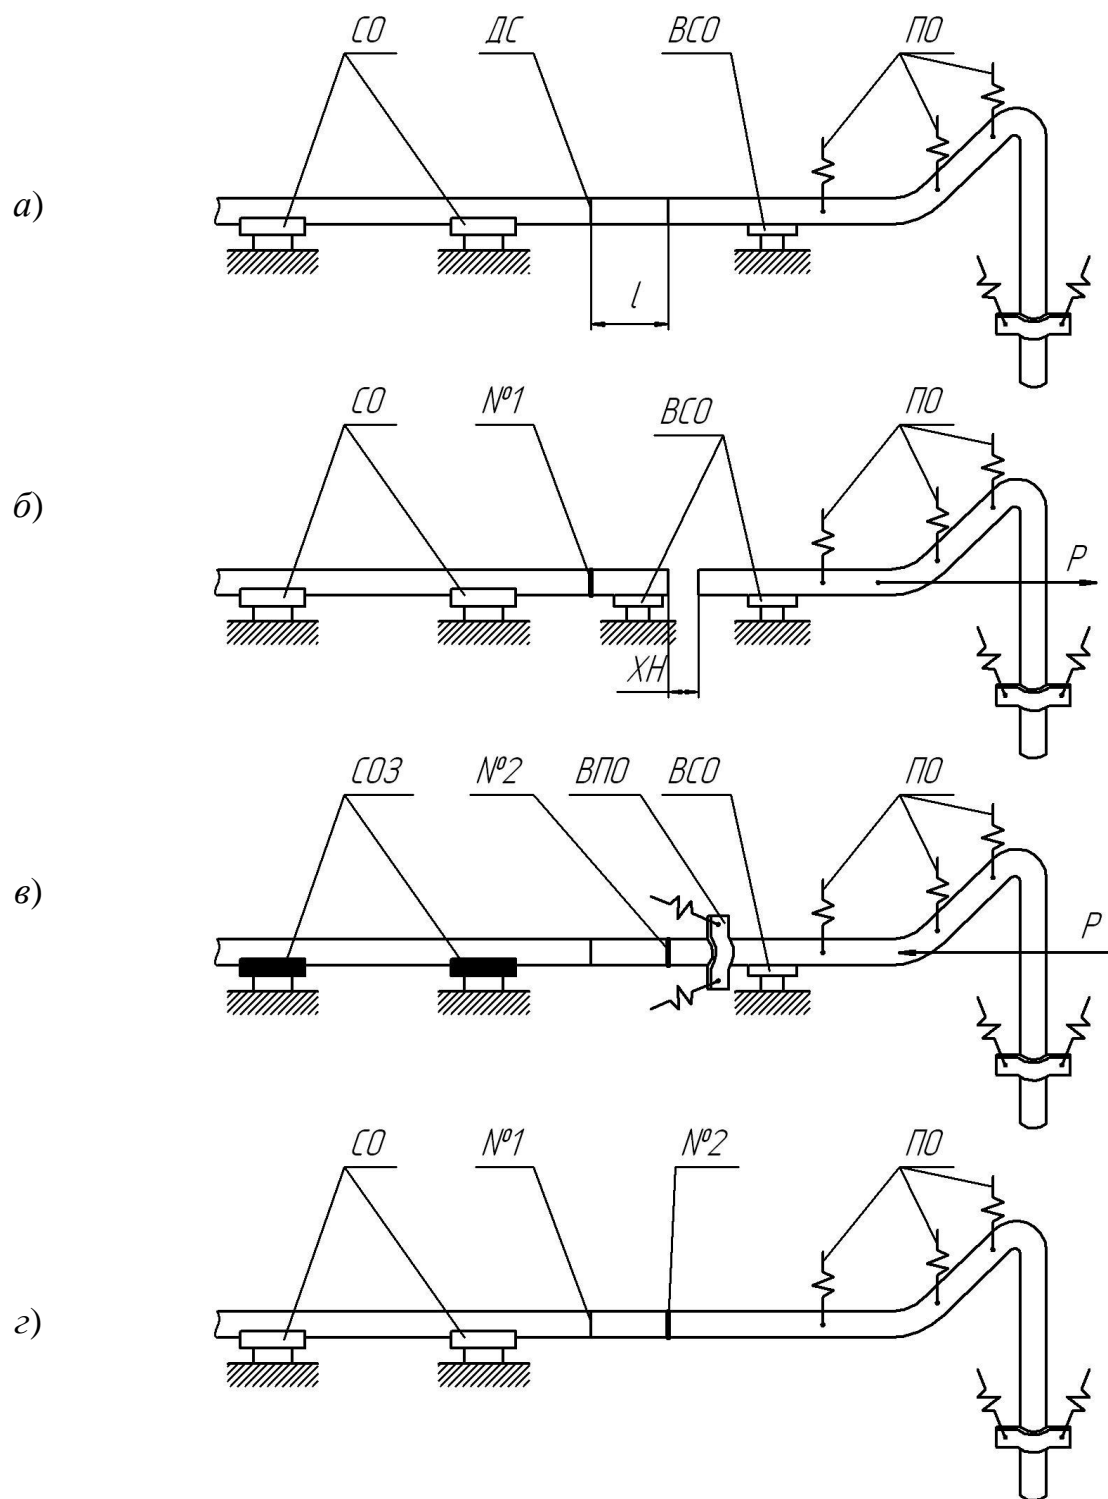 СО ДС ВСО ПО
а)
l
СО №1 ВСО ПО
б)
Р
ХН
СОЗ №2 ВПО ВСО ПО
в)
Р
СО №1 №2 ПО
г)